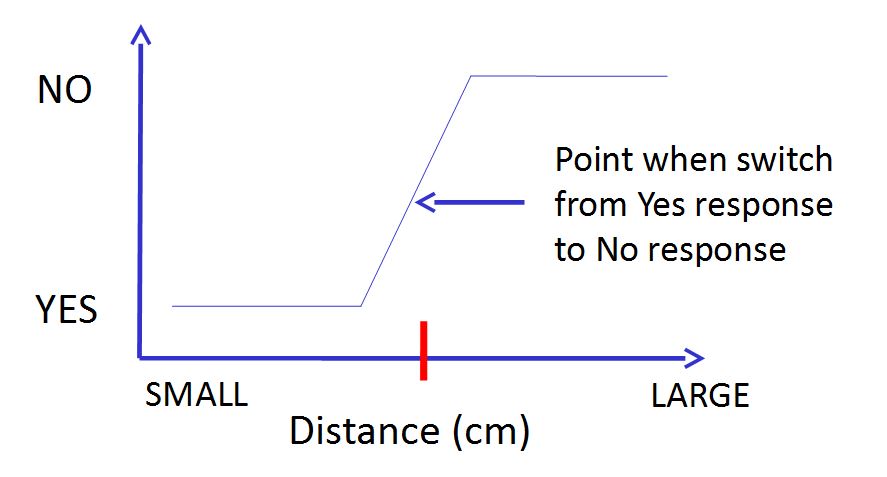 NO
Point when switch
from Yes response
to No response
YES
SMALL
LARGE
Distance (cm)